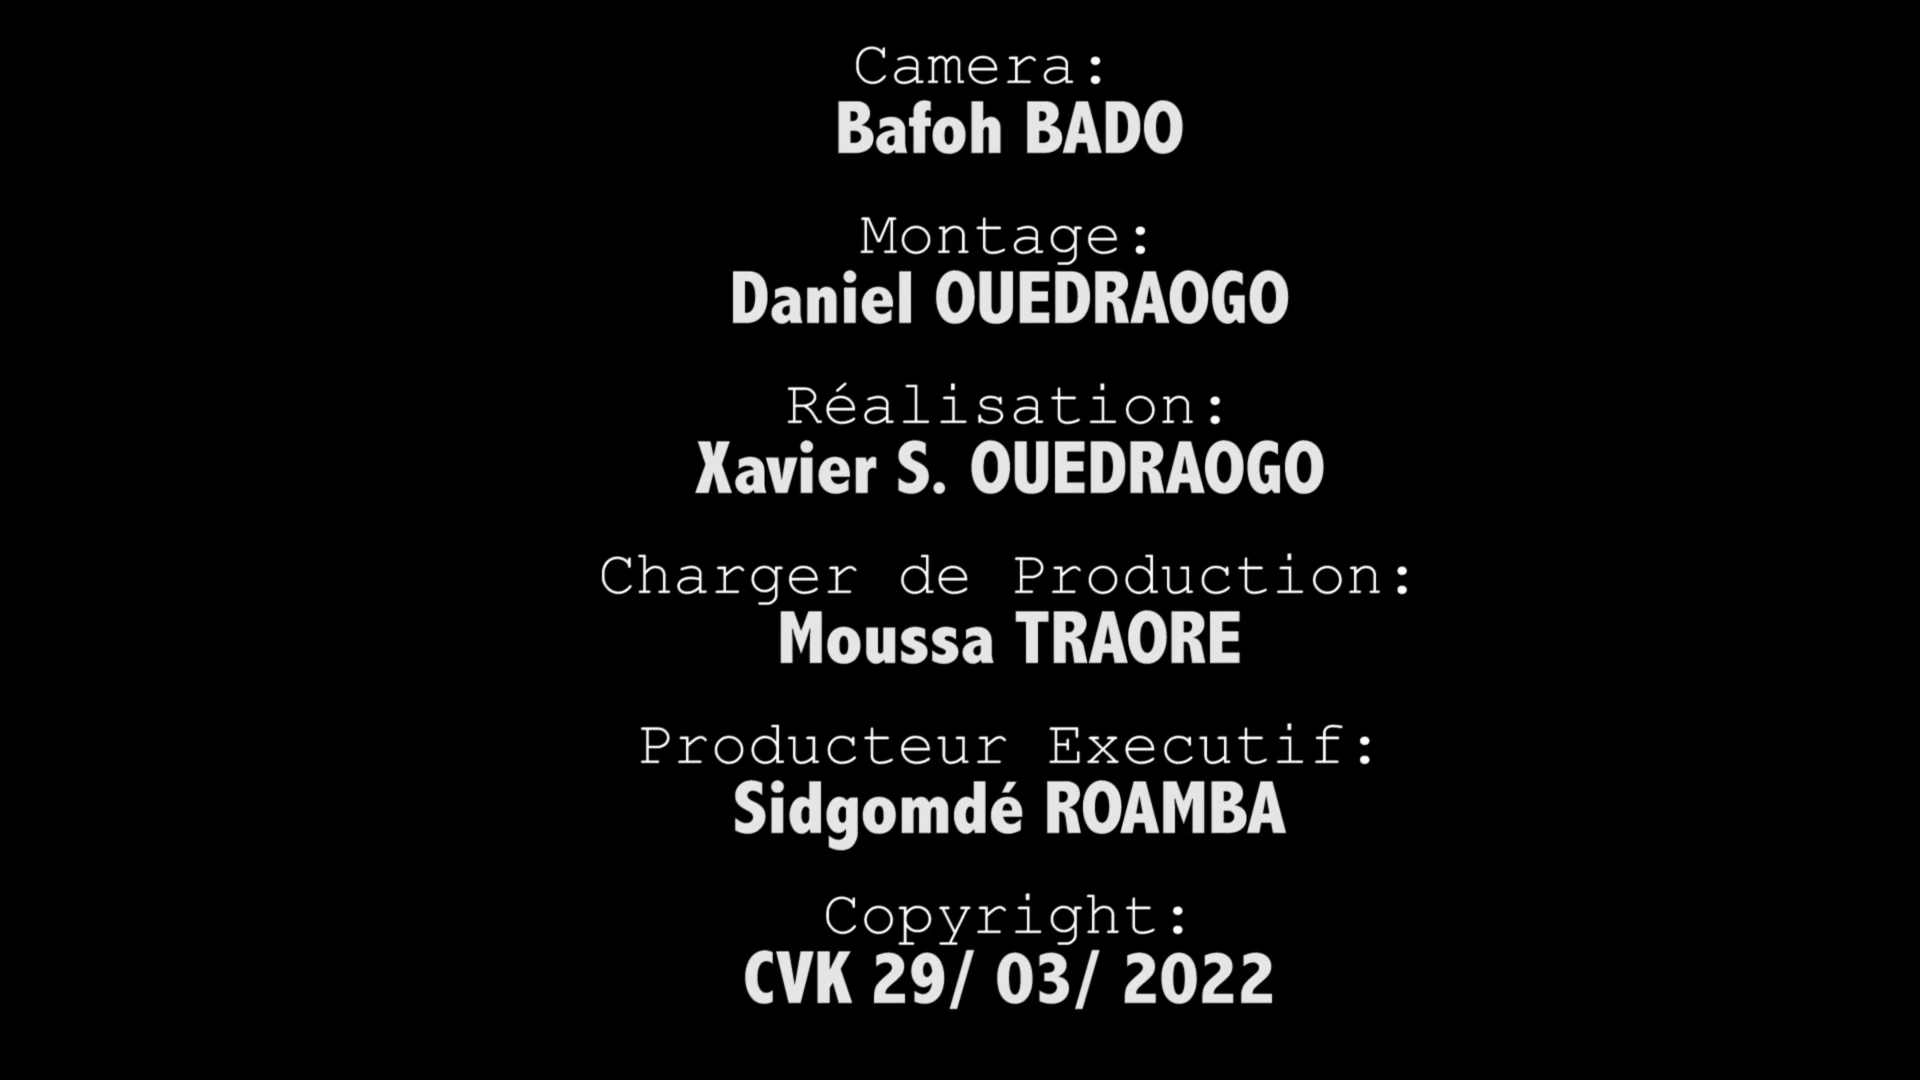 Camera:
Bafoh BADO
Montage:
Daniel OUEDRAOGO
Réalisation:
Xavier S. OUEDRAOGO
Charger de Production:
Moussa TRAORE
Producteur Executif:
Sidgomdé ROAMBA
Copyright:
CVK 29/ 03/ 2022